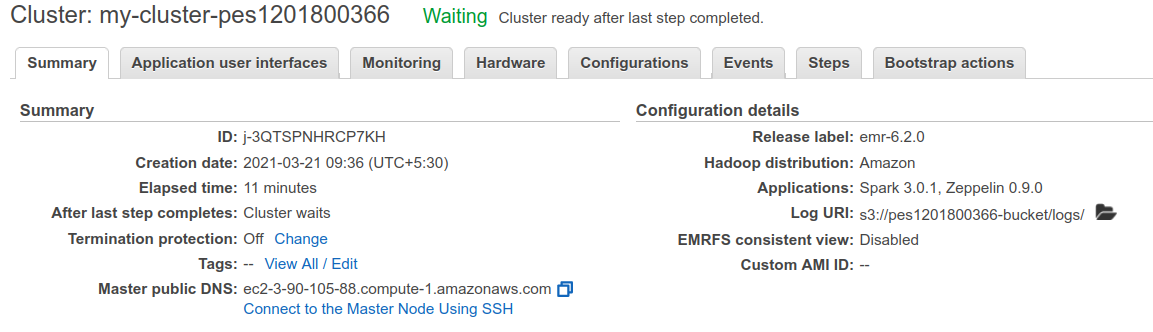 Cluster: my-cluster-pes1201800366 Waiting Cluster ready after last step completed.
Summary Application user interfaces Monitoring Hardware Configurations Events Steps Bootstrap actions
Summary
ID: j-3QTSPNHRCP7KH
Creation date: 2021-03-21 09:36 (UTC+5:30)
Elapsed time: 11 minutes
After last step completes: Cluster waits
Termination protection: Off Change
Tags: -- View All / Edit
Master public DNS: ec2-3-90-105-88.compute-1.amazonaws.com
Connect to the Master Node Using SSH
Configuration details
Release label: emr-6.2.0
Hadoop distribution: Amazon
Applications: Spark 3.0.1, Zeppelin 0.9.0
Log URI: s3://pes1201800366-bucket/logs/
EMRFS consistent view: Disabled
Custom AMI ID: --